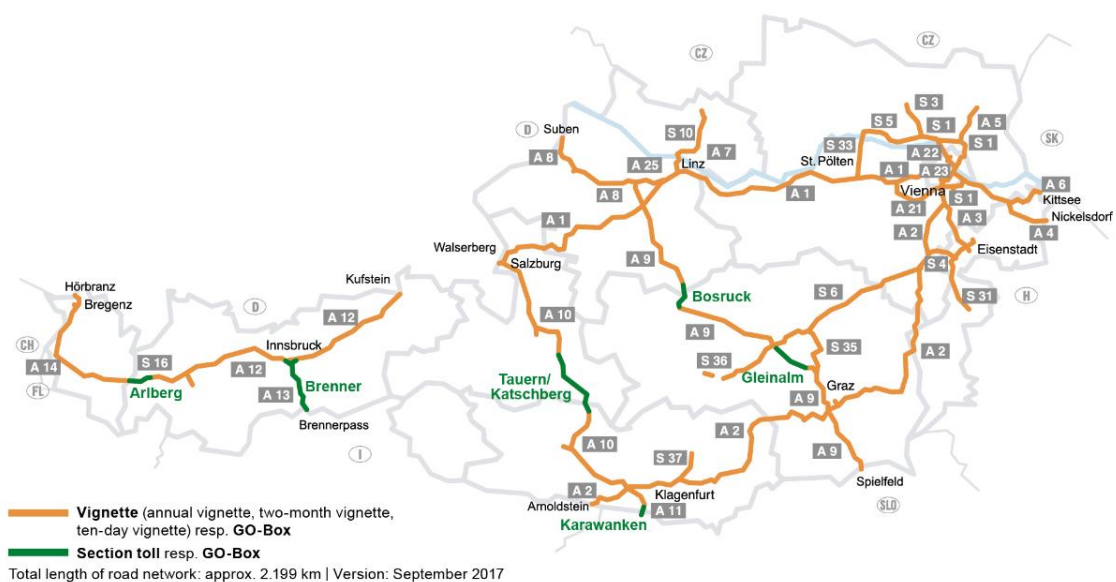 CZ
CZ
S 3
A 5
S 5
S 1
D
Suben
S 10
A 7
S 33
S 1
SK
A 8
A 25
Linz
St. Pölten
A 22
A 1
A 23
A 6
A 8
A 1
Vienna
S 1
Kittsee
A 21
A 3
Nickelsdorf
A 1
A 2
A 4
Walserberg
Eisenstadt
Salzburg
A 9
S 4
Kufstein
Hörbranz
Bosruck
S 6
S 31
H
Bregenz
D
A 10
A 12
A 9
CH
Innsbruck
S 35
A 2
A 14
S 16
A 12
S 36
FL
Arlberg
A 13
Brenner
Tauern/
Katschberg
Gleinalm
Graz
A 9
Brennerpass
A 2
A 10
A 9
I
S 37
Spielfeld
A 2
Klagenfurt
Arnoldstein
A 11
SLO
Karawanken
Vignette (annual vignette, two-month vignette,
ten-day vignette) resp. GO-Box
Section toll resp. GO-Box
Total length of road network: approx. 2.199 km | Version: September 2017